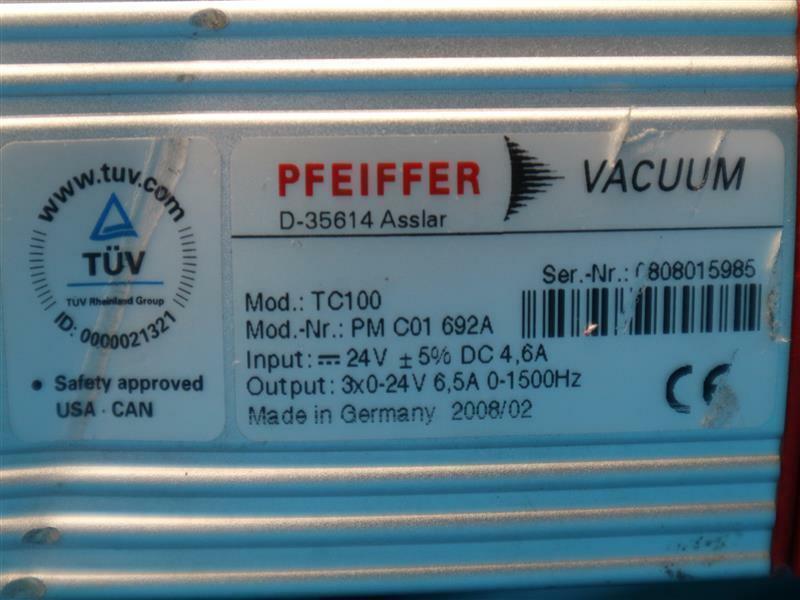 www.tuv.com
TÜV
TÜV Rheinland Group
ID: 0000021321
• Safety approved
USA · CAN
PFEIFFER VACUUM
D-35614 Asslar
Ser.-Nr.: 0808015985
Mod.: TC100
Mod.-Nr.: PM C01 692A
Input: ⎓ 24V ± 5% DC 4,6A
Output: 3x0-24V 6,5A 0-1500Hz
Made in Germany 2008/02
CE